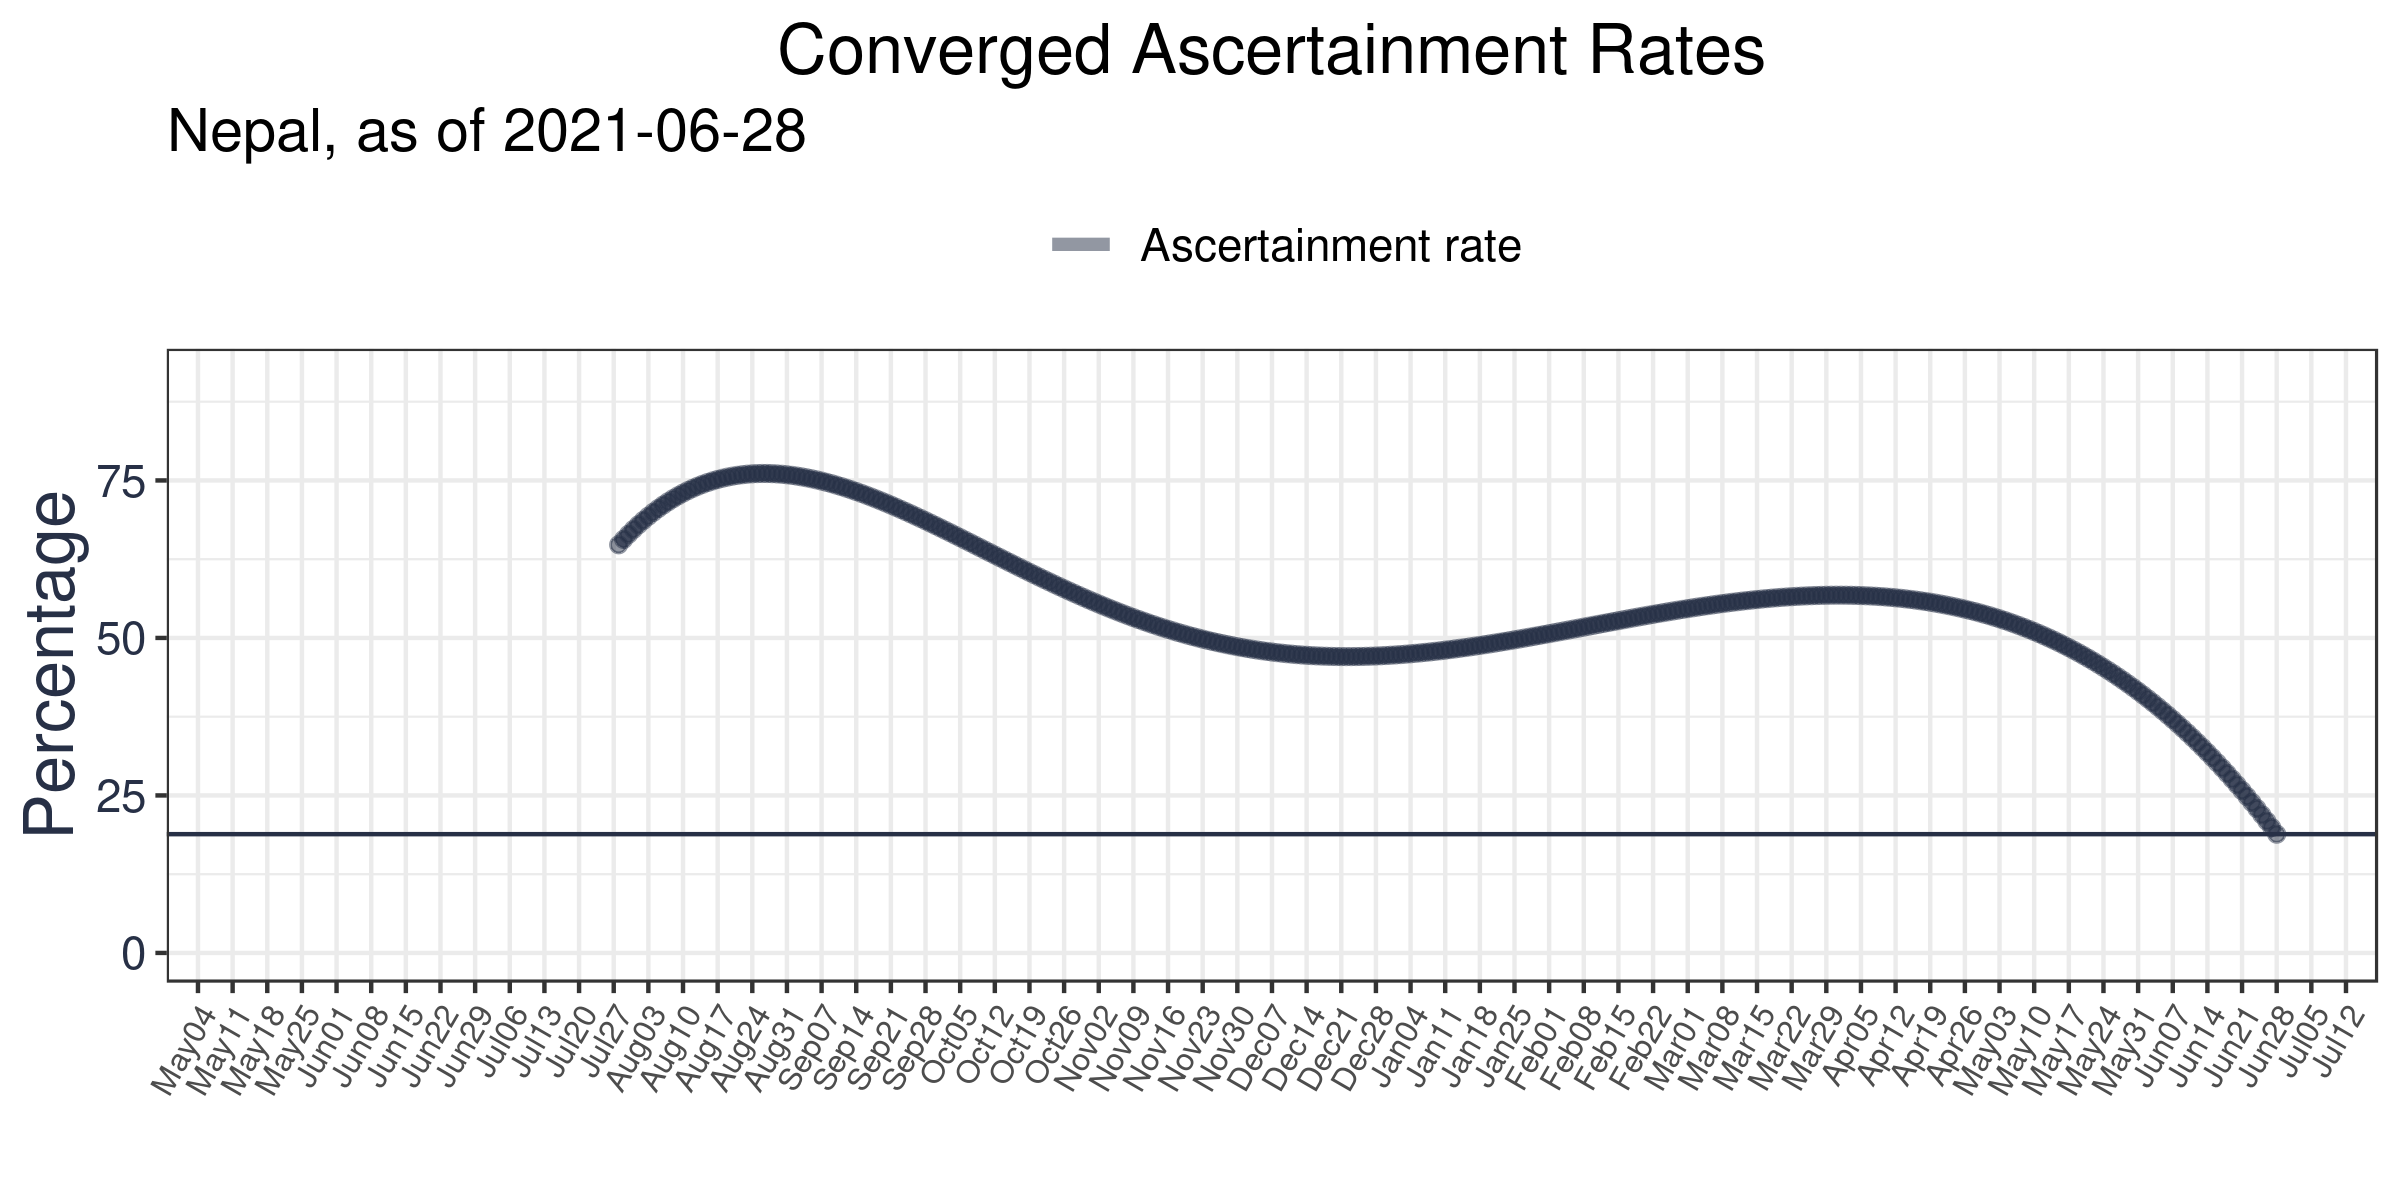 Converged Ascertainment Rates
Nepal, as of 2021-06-28
Ascertainment rate
Percentage
75
50
25
0
May04 May11 May18 May25 Jun01 Jun08 Jun15 Jun22 Jun29 Jul06 Jul13 Jul20 Jul27 Aug03 Aug10 Aug17 Aug24 Aug31 Sep07 Sep14 Sep21 Sep28 Oct05 Oct12 Oct19 Oct26 Nov02 Nov09 Nov16 Nov23 Nov30 Dec07 Dec14 Dec21 Dec28 Jan04 Jan11 Jan18 Jan25 Feb01 Feb08 Feb15 Feb22 Mar01 Mar08 Mar15 Mar22 Mar29 Apr05 Apr12 Apr19 Apr26 May03 May10 May17 May24 May31 Jun07 Jun14 Jun21 Jun28 Jul05 Jul12